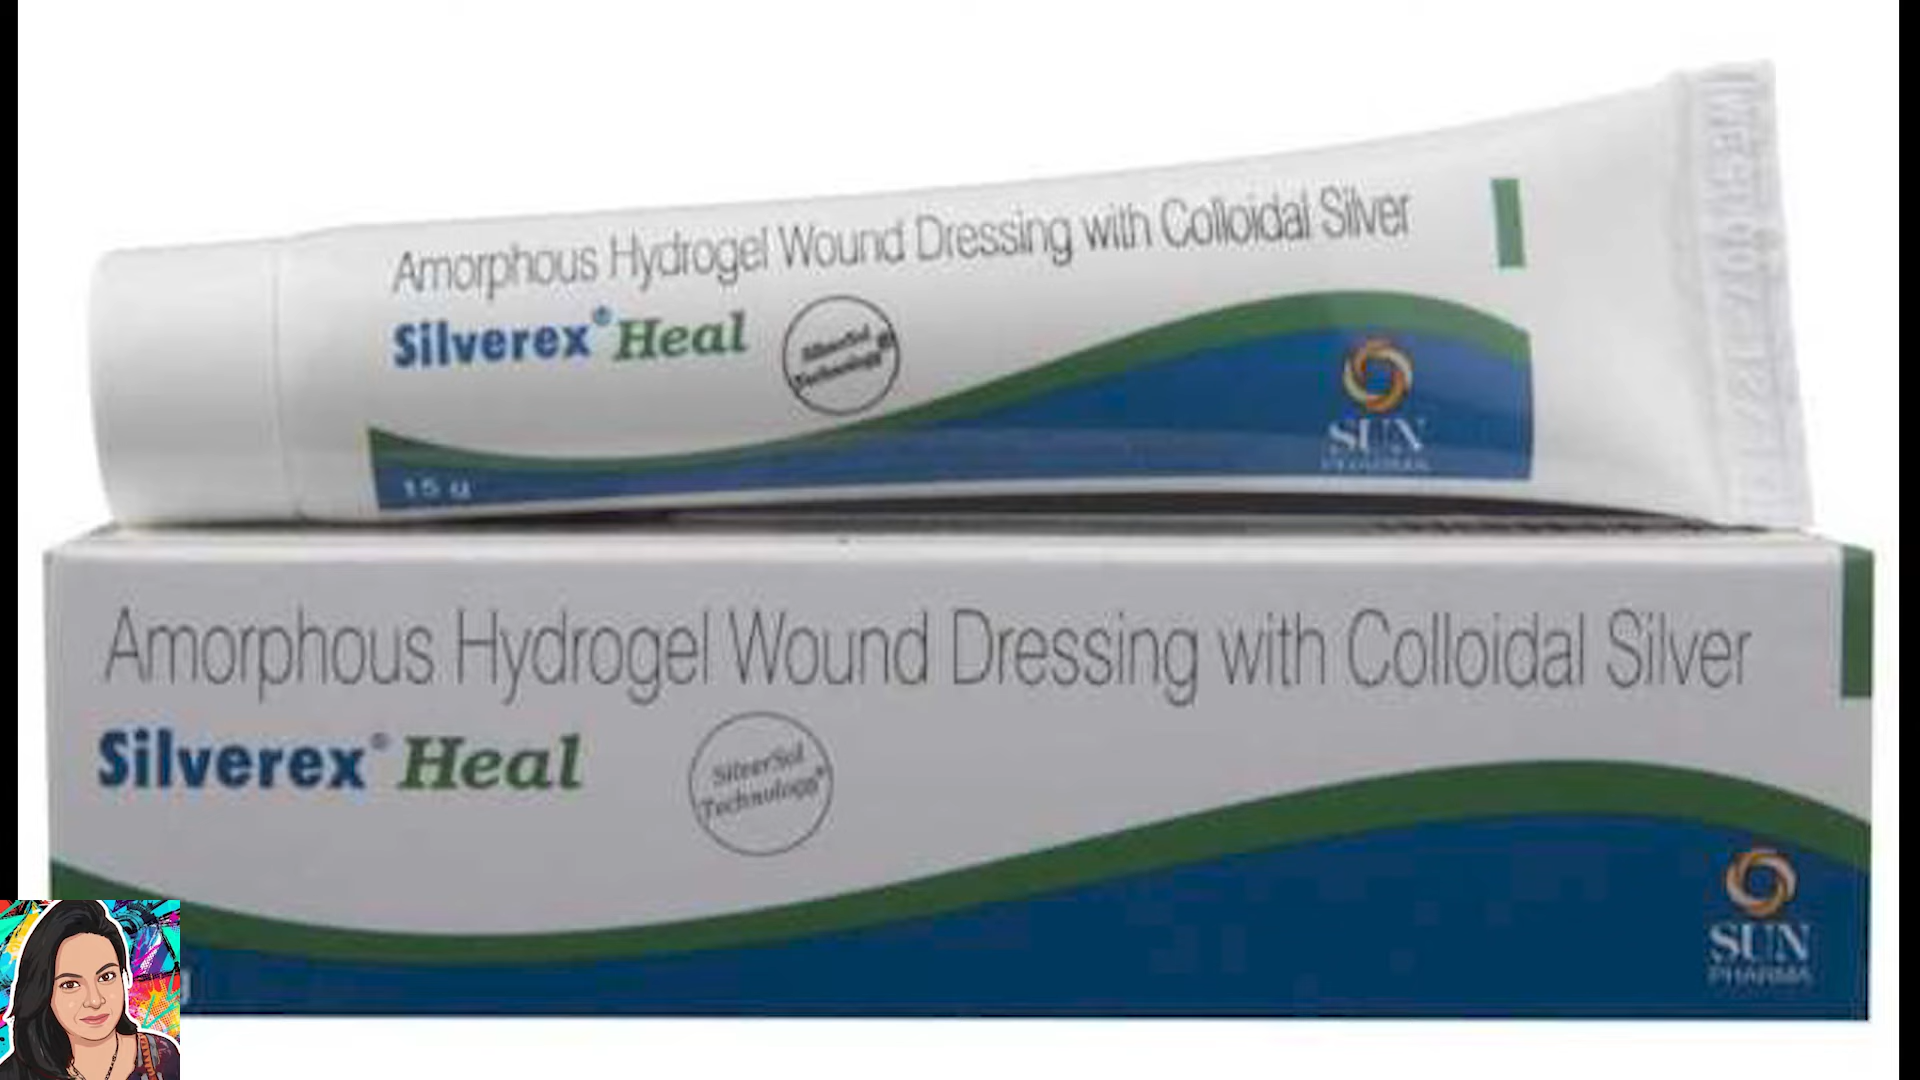 Amorphous Hydrogel Wound Dressing with Colloidal Silver
Silverex® Heal
SilverSol
Technology®
SUN
PHARMA
15 g
Amorphous Hydrogel Wound Dressing with Colloidal Silver
Silverex® Heal
SilverSol
Technology®
SUN
PHARMA